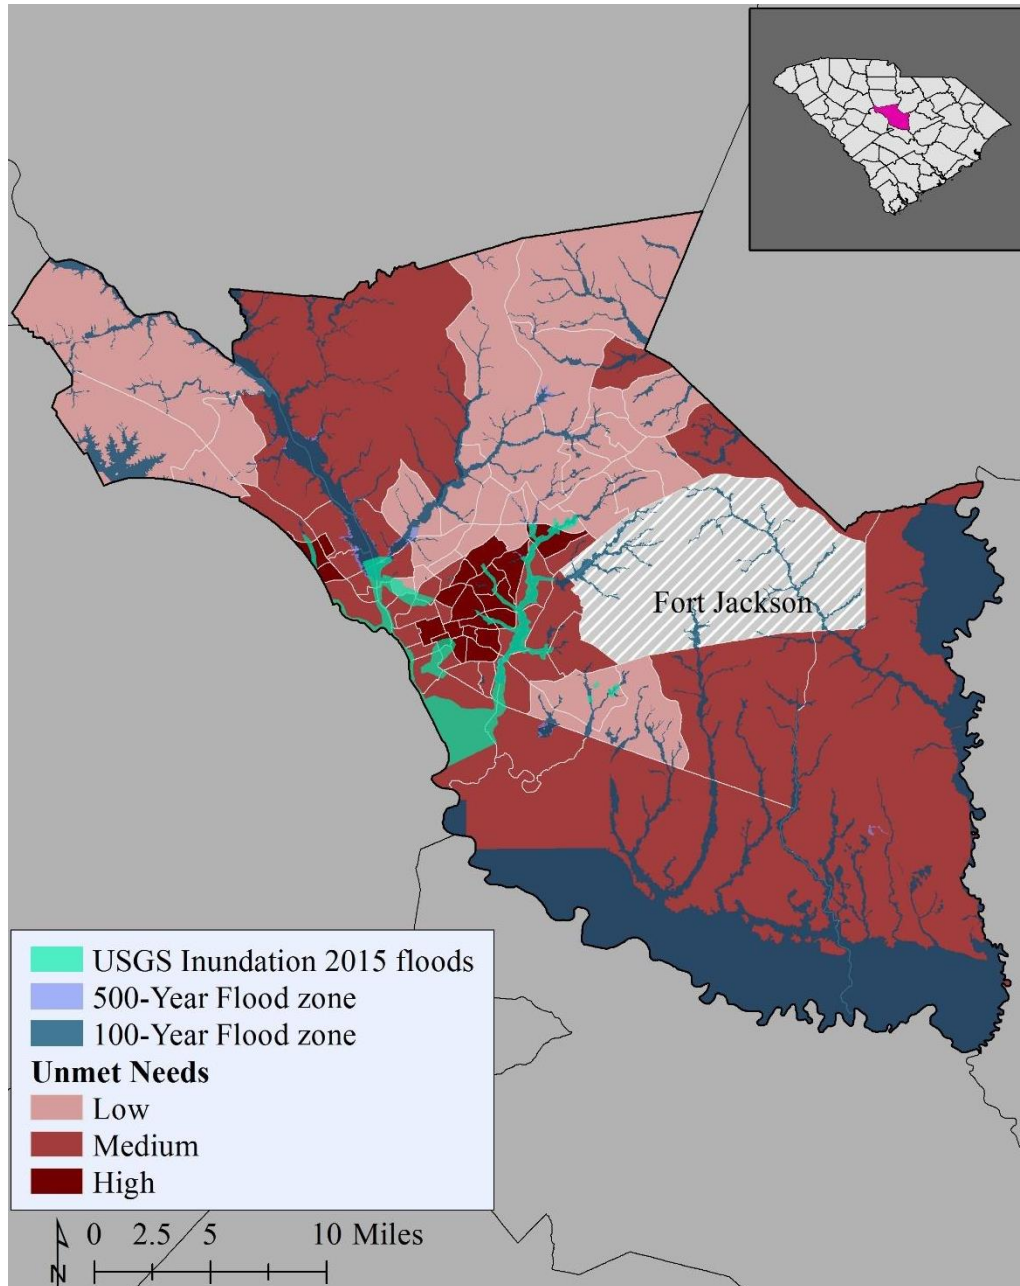 Fort Jackson
USGS Inundation 2015 floods
500-Year Flood zone
100-Year Flood zone
Unmet Needs
Low
Medium
High
N 0 2.5 5 10 Miles